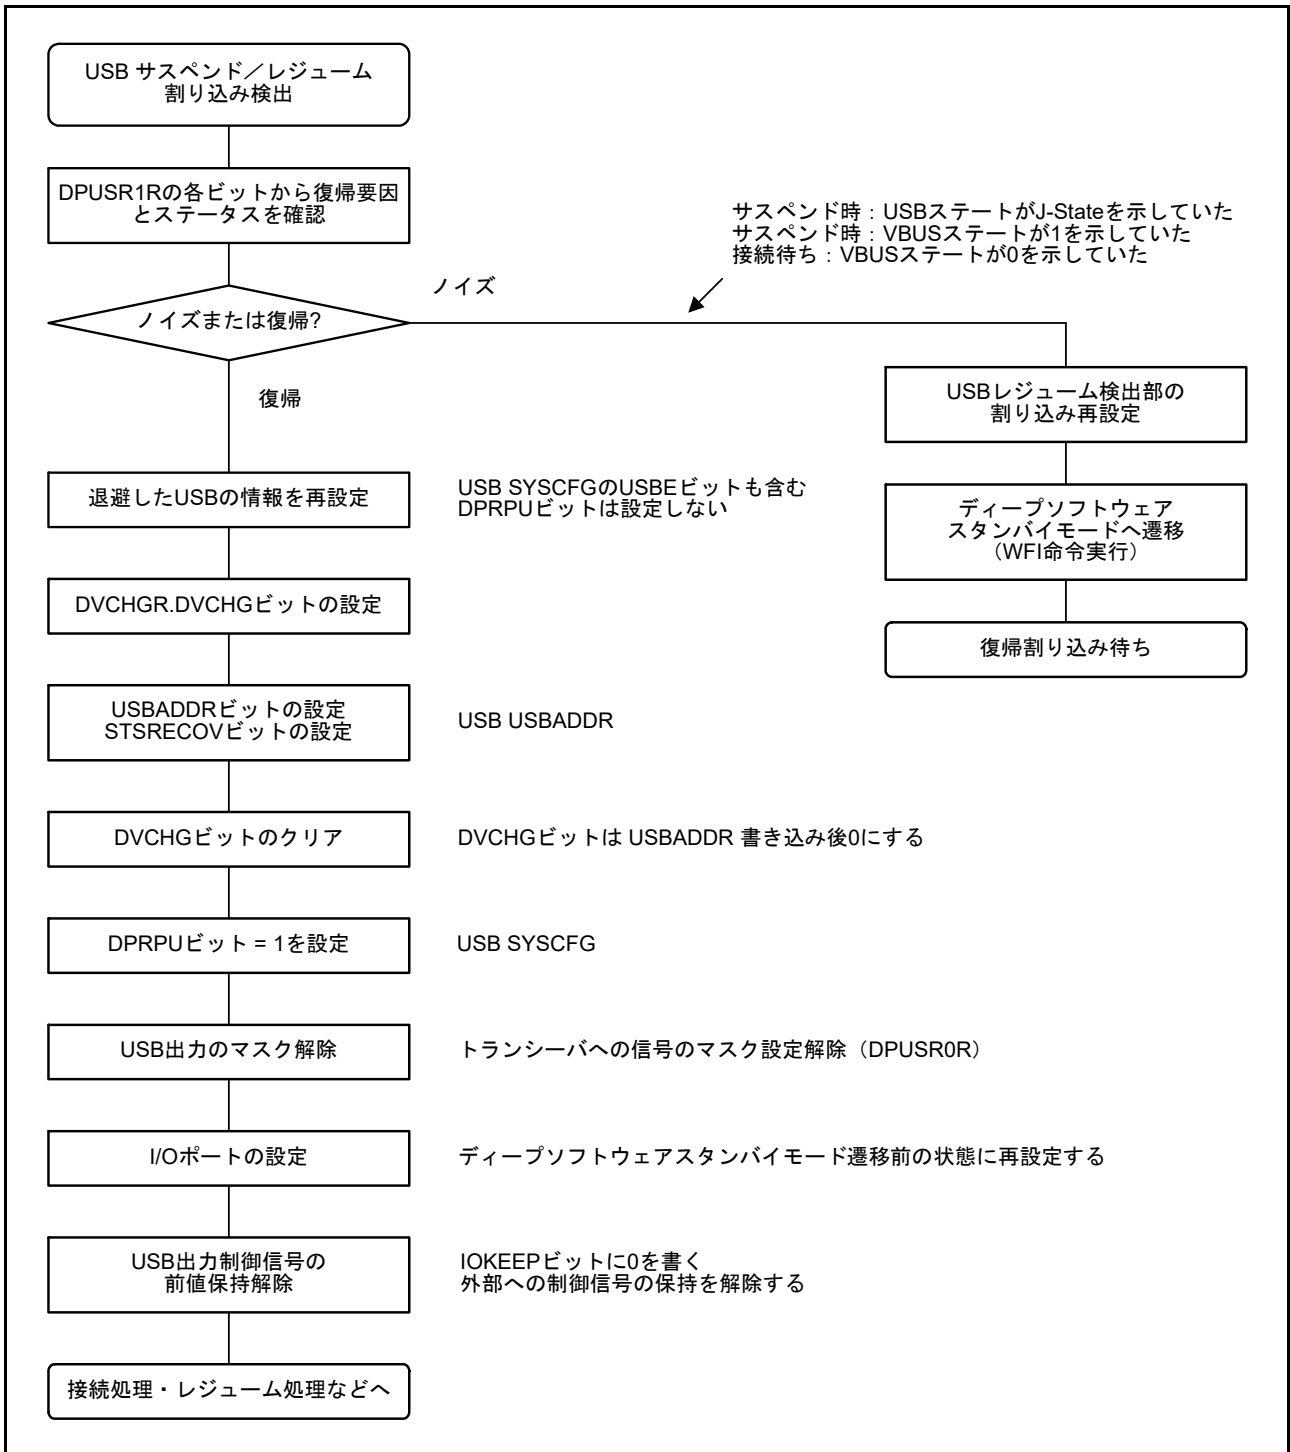 USB サスペンド／レジューム
割り込み検出
DPUSR1Rの各ビットから復帰要因
とステータスを確認
サスペンド時：USBステートがJ-Stateを示していた
サスペンド時：VBUSステートが1を示していた
接続待ち：VBUSステートが0を示していた
ノイズ
ノイズまたは復帰?
復帰
USBレジューム検出部の
割り込み再設定
退避したUSBの情報を再設定
USB SYSCFGのUSBEビットも含む
DPRPUビットは設定しない
ディープソフトウェア
スタンバイモードへ遷移
（WFI命令実行）
DVCHGR.DVCHGビットの設定
復帰割り込み待ち
USBADDRビットの設定
STSRECOVビットの設定
USB USBADDR
DVCHGビットのクリア
DVCHGビットは USBADDR 書き込み後0にする
DPRPUビット = 1を設定
USB SYSCFG
USB出力のマスク解除
トランシーバへの信号のマスク設定解除（DPUSR0R）
I/Oポートの設定
ディープソフトウェアスタンバイモード遷移前の状態に再設定する
USB出力制御信号の
前値保持解除
IOKEEPビットに0を書く
外部への制御信号の保持を解除する
接続処理・レジューム処理などへ